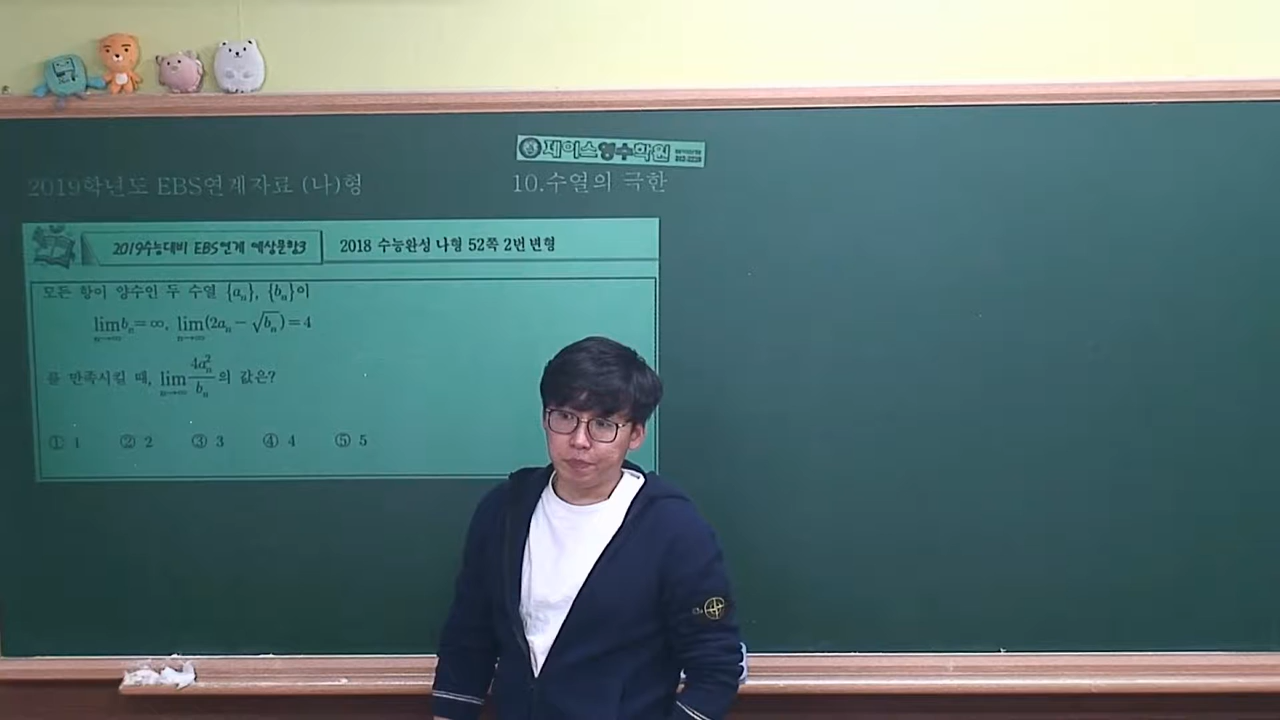 제이스영수학원
2019학년도 EBS연계자료 (나)형
10.수열의 극한
2019수능대비 EBS연계 예상문항3
2018 수능완성 나형 52쪽 2번 변형
모든 항이 양수인 두 수열 {aₙ}, {bₙ}이
lim_{n→∞} bₙ = ∞, lim_{n→∞} (2aₙ − √bₙ) = 4
를 만족시킬 때, lim_{n→∞} 4aₙ²/bₙ 의 값은?
① 1 ② 2 ③ 3 ④ 4 ⑤ 5